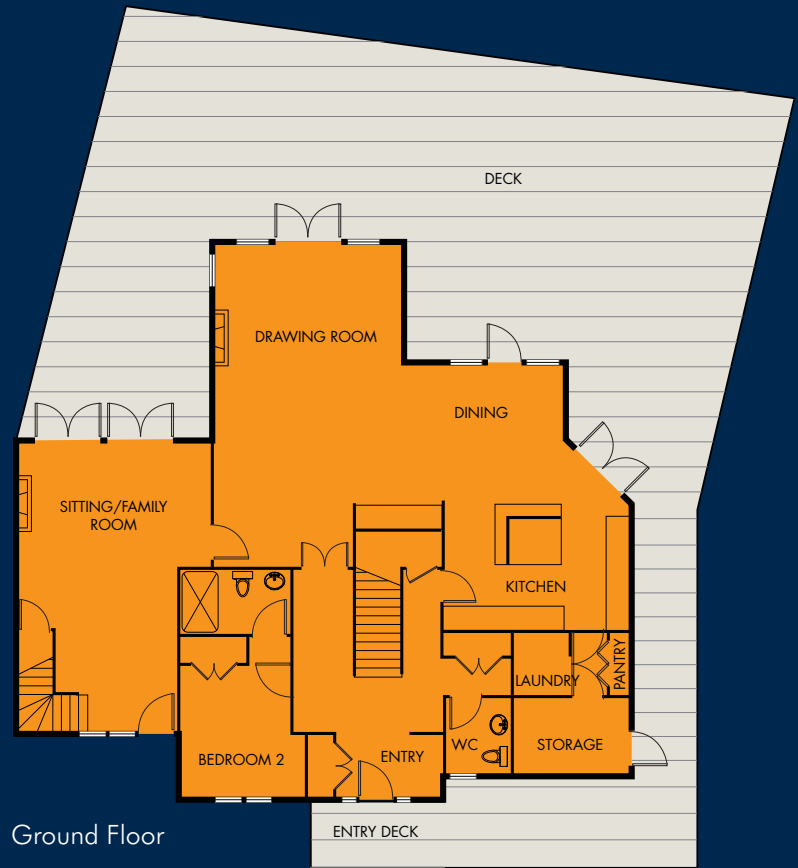 DECK
DRAWING ROOM
DINING
SITTING/FAMILY
ROOM
KITCHEN
LAUNDRY
PANTRY
BEDROOM 2
ENTRY
WC
STORAGE
Ground Floor
ENTRY DECK